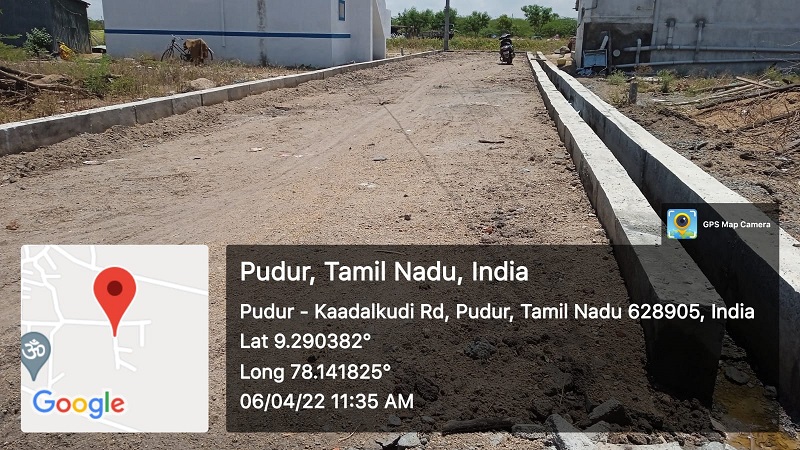 GPS Map Camera
Pudur, Tamil Nadu, India
Pudur - Kaadalkudi Rd, Pudur, Tamil Nadu 628905, India
Lat 9.290382°
Long 78.141825°
06/04/22 11:35 AM
ॐ
Google